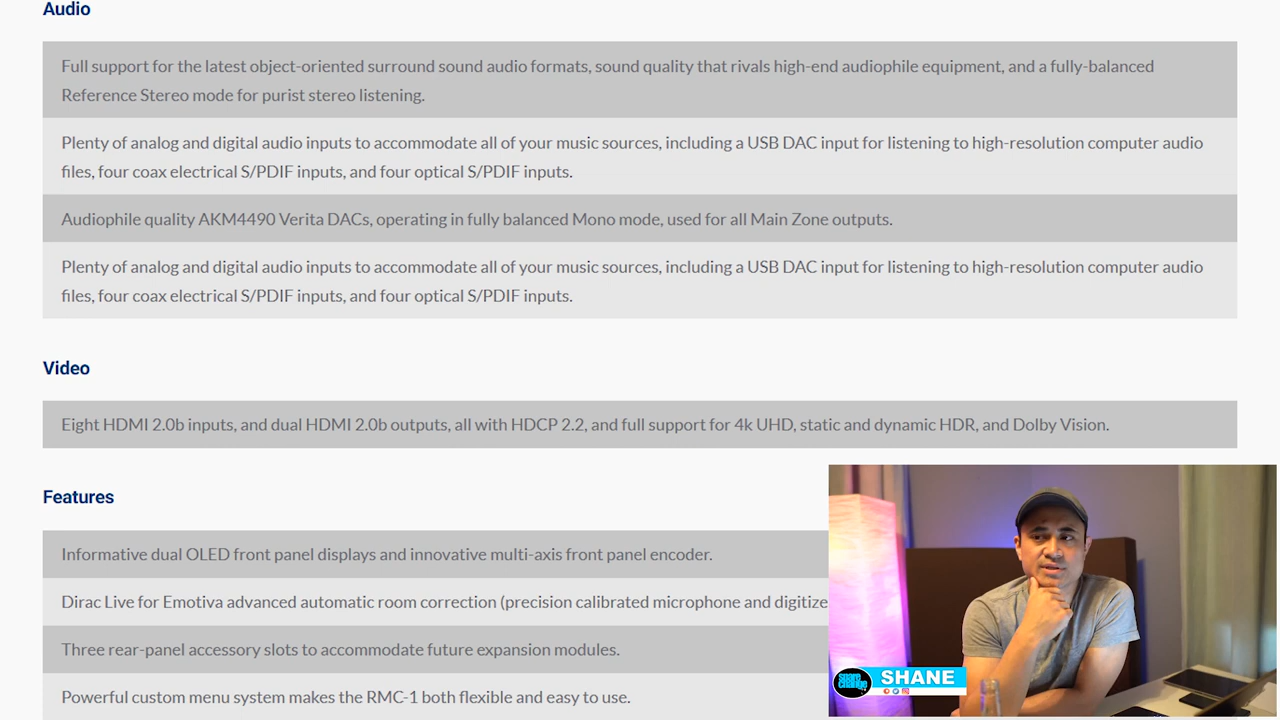 Audio
Full support for the latest object-oriented surround sound audio formats, sound quality that rivals high-end audiophile equipment, and a fully-balanced
Reference Stereo mode for purist stereo listening.
Plenty of analog and digital audio inputs to accommodate all of your music sources, including a USB DAC input for listening to high-resolution computer audio
files, four coax electrical S/PDIF inputs, and four optical S/PDIF inputs.
Audiophile quality AKM4490 Verita DACs, operating in fully balanced Mono mode, used for all Main Zone outputs.
Plenty of analog and digital audio inputs to accommodate all of your music sources, including a USB DAC input for listening to high-resolution computer audio
files, four coax electrical S/PDIF inputs, and four optical S/PDIF inputs.
Video
Eight HDMI 2.0b inputs, and dual HDMI 2.0b outputs, all with HDCP 2.2, and full support for 4k UHD, static and dynamic HDR, and Dolby Vision.
Features
Informative dual OLED front panel displays and innovative multi-axis front panel encoder.
Dirac Live for Emotiva advanced automatic room correction (precision calibrated microphone and digitize
Three rear-panel accessory slots to accommodate future expansion modules.
Powerful custom menu system makes the RMC-1 both flexible and easy to use.
spare
change
SHANE